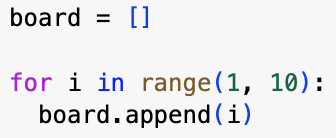 board = []

for i in range(1, 10):
  board.append(i)